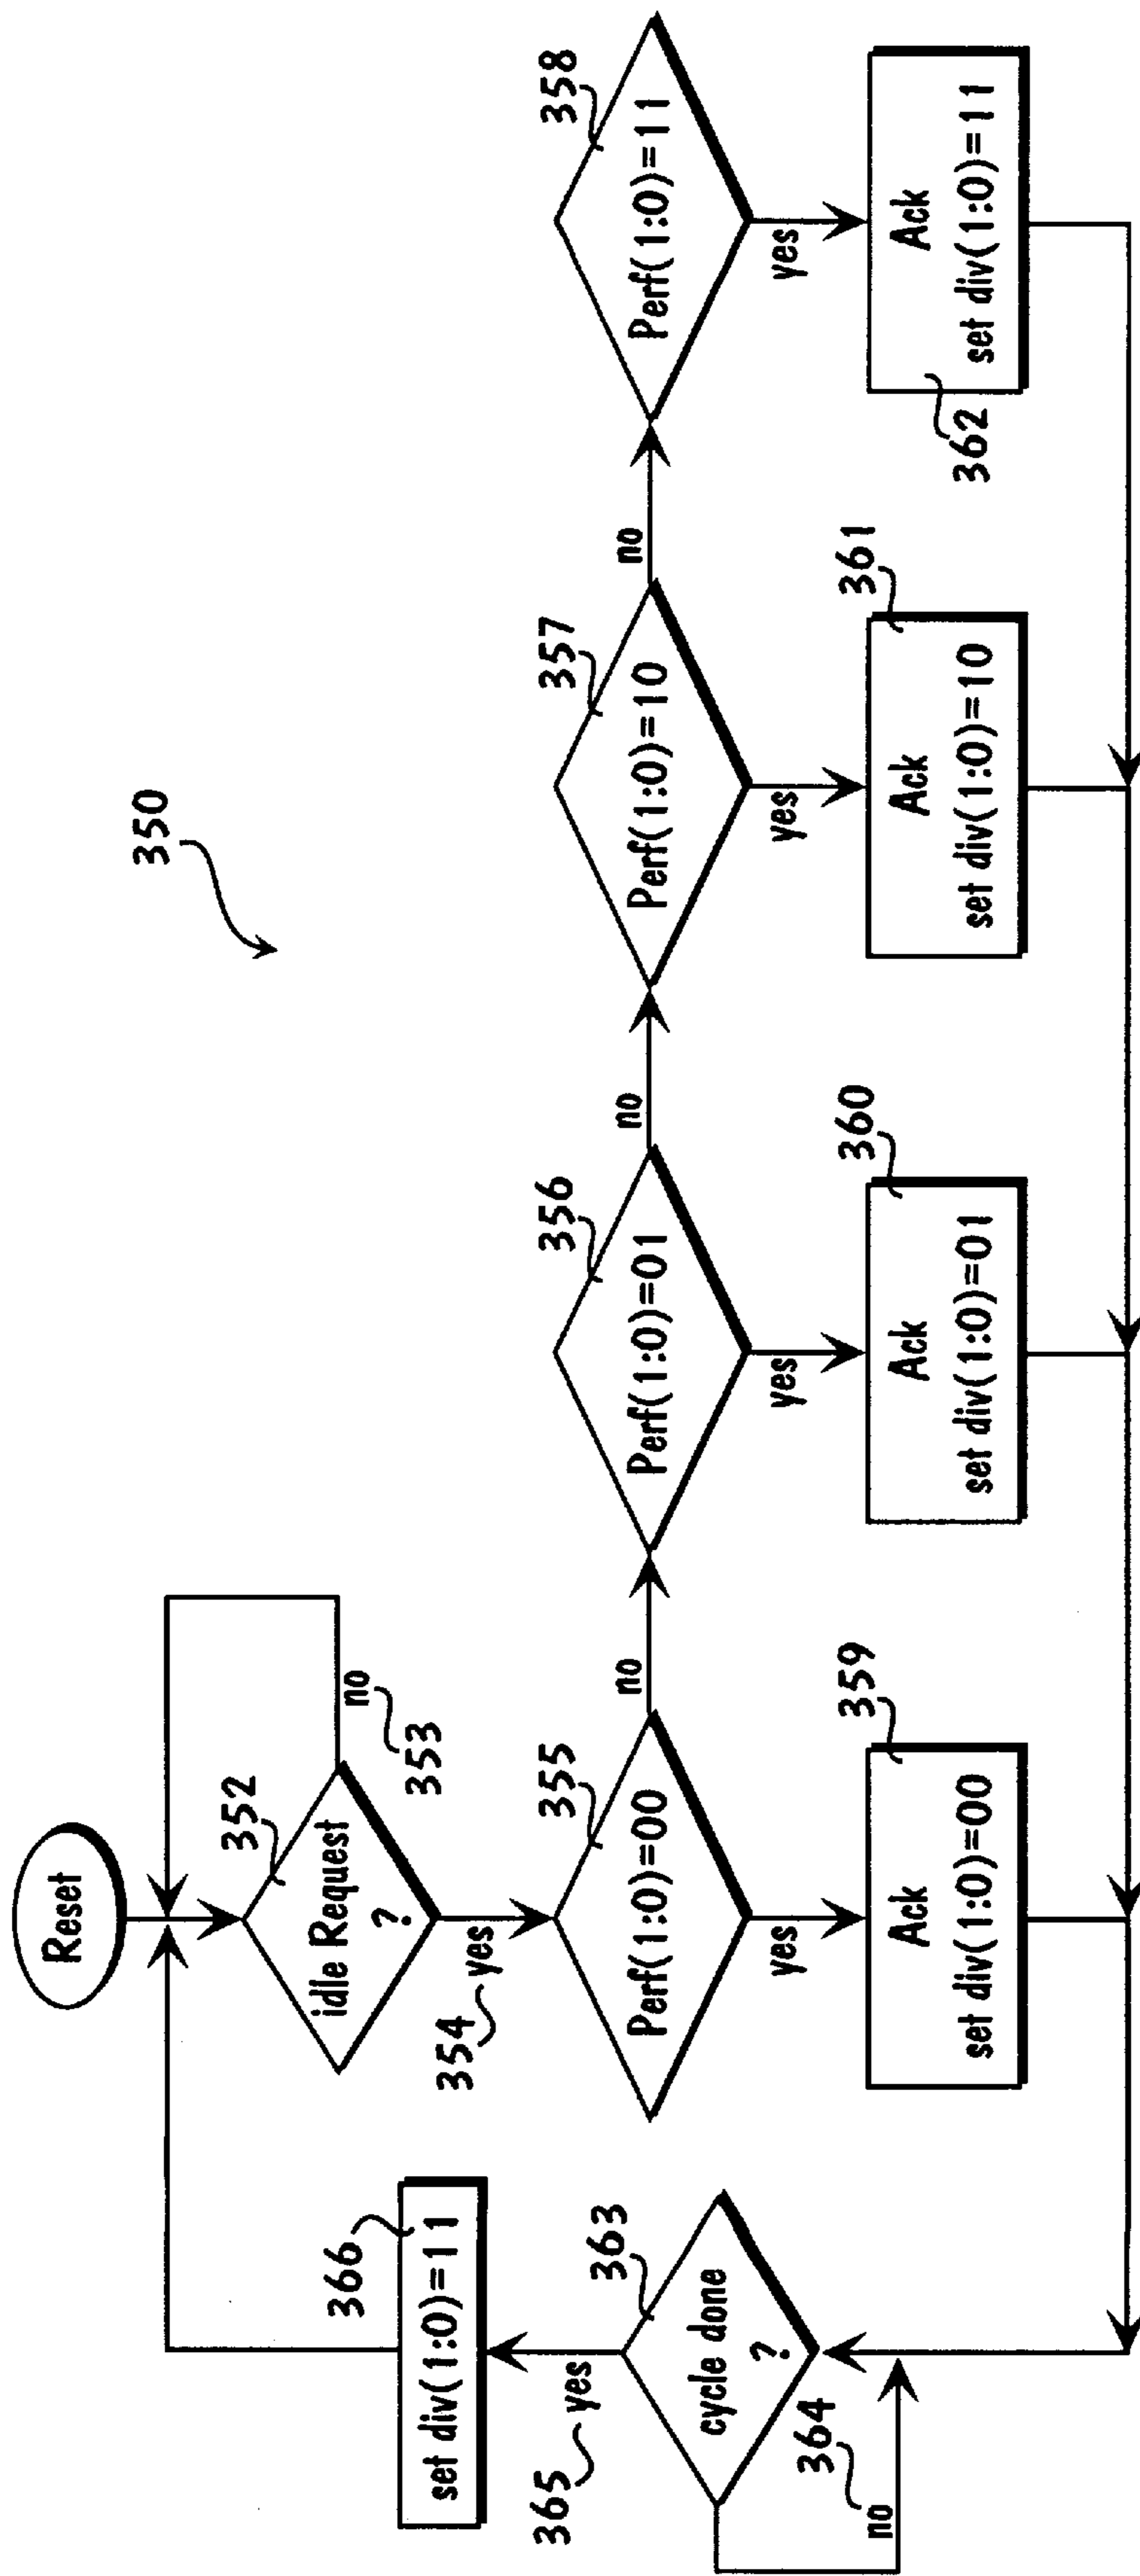 350
Reset
352
idle Request
?
no
353
354
yes
355
Perf(1:0)=00
no
356
Perf(1:0)=01
no
357
Perf(1:0)=10
no
358
Perf(1:0)=11
yes
yes
yes
yes
359
Ack
set div(1:0)=00
360
Ack
set div(1:0)=01
361
Ack
set div(1:0)=10
362
Ack
set div(1:0)=11
366
set div(1:0)=11
365
yes
363
cycle done
?
364
no